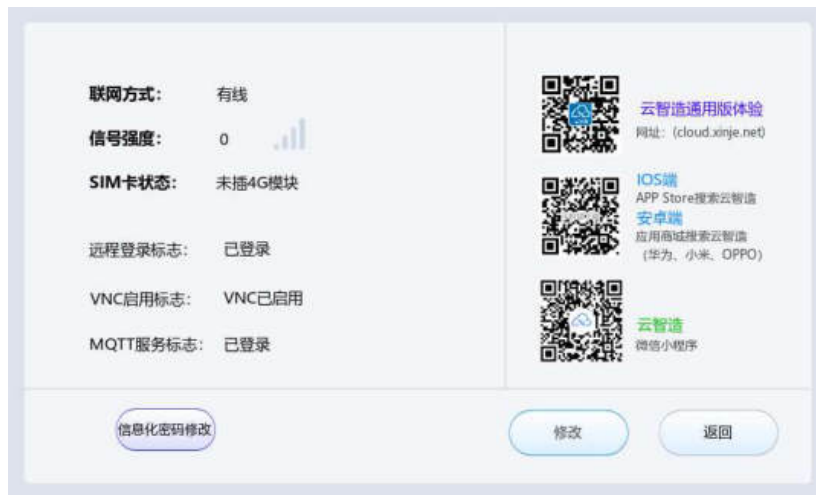 联网方式： 有线
信号强度： 0
SIM卡状态： 未插4G模块
远程登录标志： 已登录
VNC启用标志： VNC已启用
MQTT服务标志： 已登录
云智造通用版体验
网址：(cloud.xinje.net)
IOS端
APP Store搜索云智造
安卓端
应用商城搜索云智造
（华为、小米、OPPO）
云智造
微信小程序
信息化密码修改
修改
返回